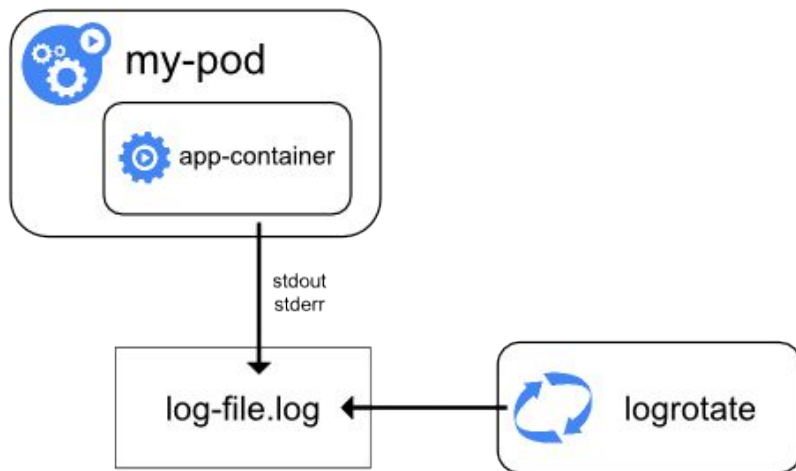 my-pod
app-container
stdout
stderr
log-file.log
logrotate